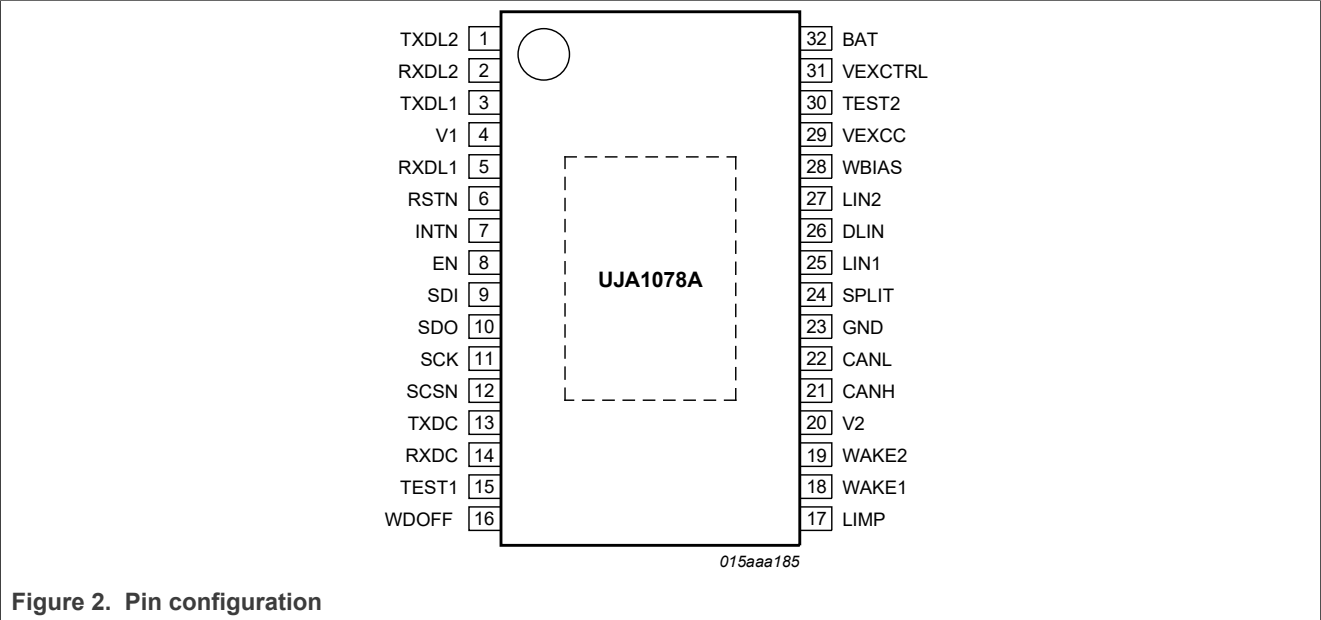 TXDL2 1 32 BAT
RXDL2 2 31 VEXCTRL
TXDL1 3 30 TEST2
V1 4 29 VEXCC
RXDL1 5 28 WBIAS
RSTN 6 27 LIN2
INTN 7 26 DLIN
EN 8 25 LIN1
UJA1078A
SDI 9 24 SPLIT
SDO 10 23 GND
SCK 11 22 CANL
SCSN 12 21 CANH
TXDC 13 20 V2
RXDC 14 19 WAKE2
TEST1 15 18 WAKE1
WDOFF 16 17 LIMP
015aaa185
Figure 2. Pin configuration